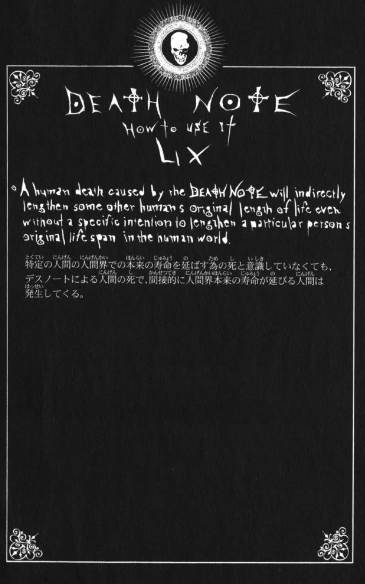 DEATH NOTE
HOW to USE It
LIX
° A human death caused by the DEATH NOTE will indirectly
lengthen some other human's original length of life even
without a specific intention to lengthen a particular person's
original life span in the human world.
特定の人間の人間界での本来の寿命を延ばす為の死と意識していなくても,
デスノートによる人間の死で,間接的に人間界本来の寿命が延びる人間は
発生してくる。